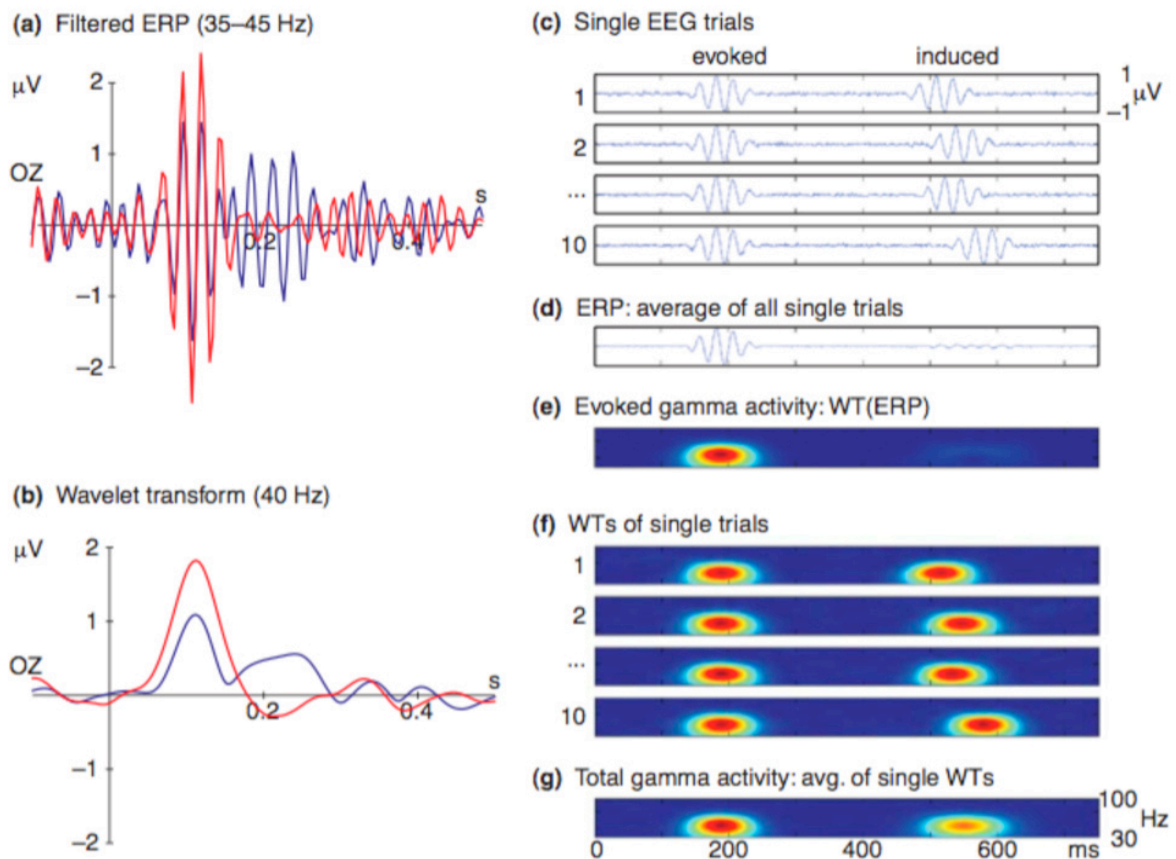 (a) Filtered ERP (35–45 Hz)
μV
2
1
OZ
s
0.2
0.4
−1
−2
(b) Wavelet transform (40 Hz)
μV
2
1
OZ
s
0.2
0.4
−1
−2
(c) Single EEG trials
evoked induced
1
1
μV
−1
2
...
10
(d) ERP: average of all single trials
(e) Evoked gamma activity: WT(ERP)
(f) WTs of single trials
1
2
...
10
(g) Total gamma activity: avg. of single WTs
100
Hz
30
0 200 400 600 ms